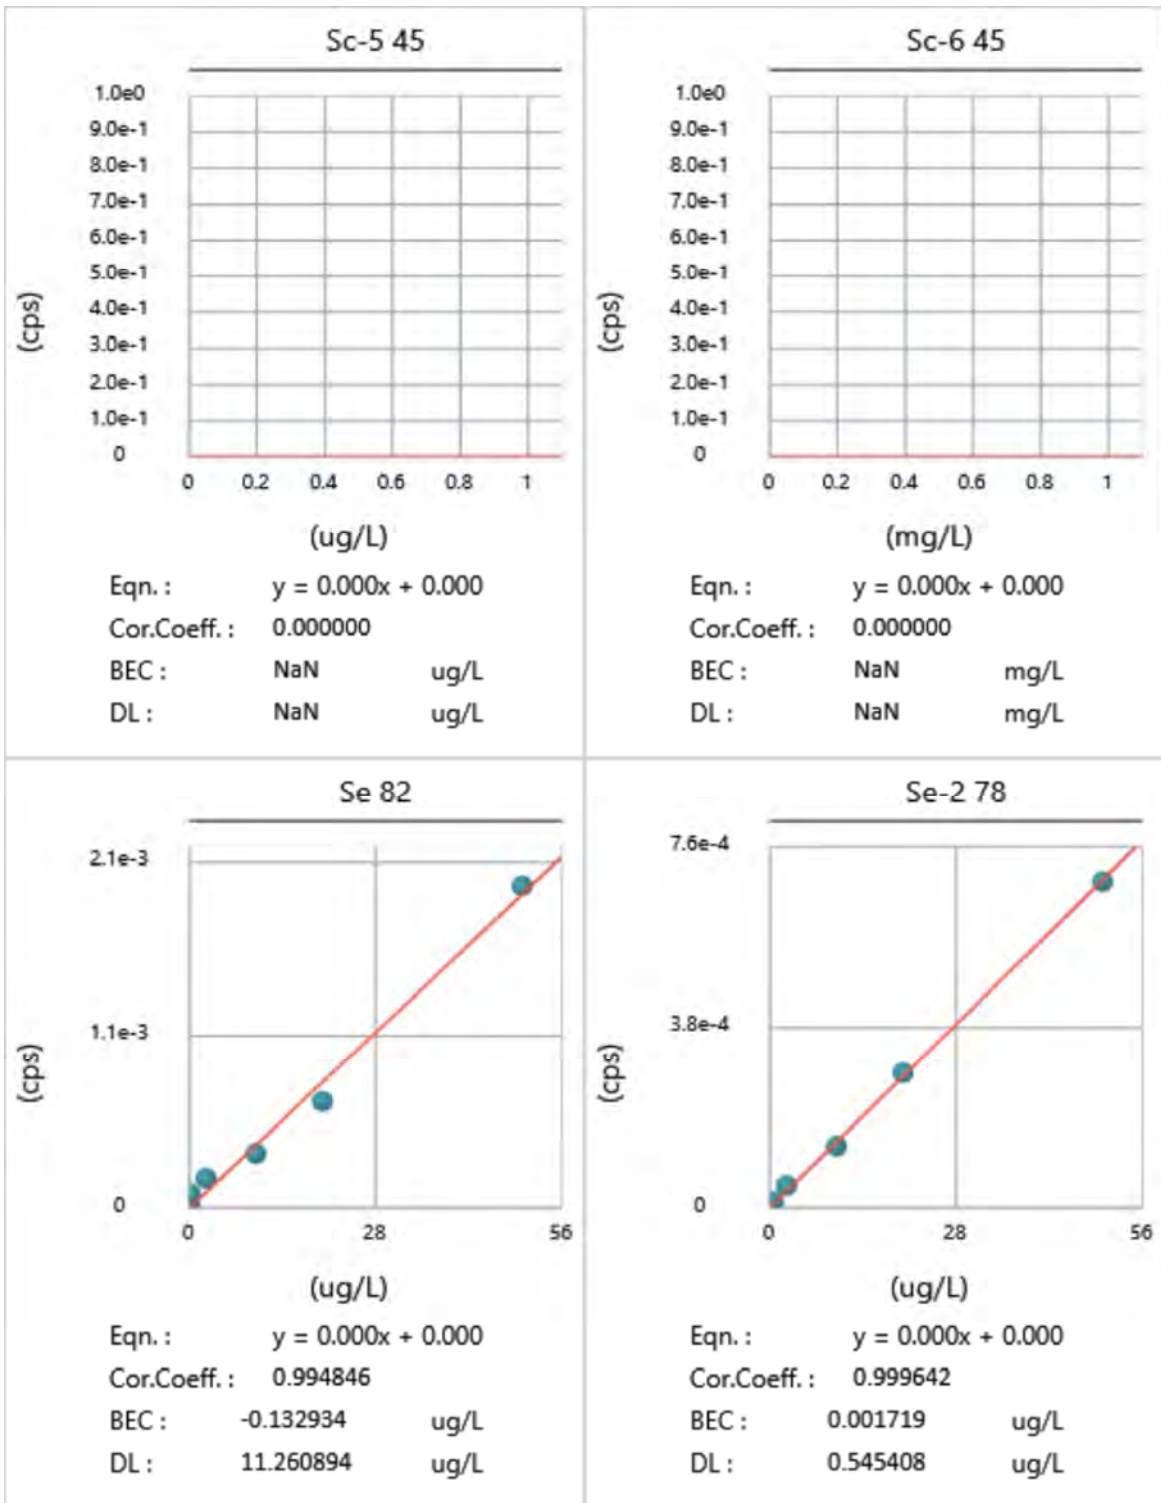 Sc-5 45
1.0e0
9.0e-1
8.0e-1
7.0e-1
6.0e-1
5.0e-1
4.0e-1
3.0e-1
2.0e-1
1.0e-1
0
(cps)
0 0.2 0.4 0.6 0.8 1
(ug/L)
Eqn. : y = 0.000x + 0.000
Cor.Coeff. : 0.000000
BEC : NaN ug/L
DL : NaN ug/L
Sc-6 45
1.0e0
9.0e-1
8.0e-1
7.0e-1
6.0e-1
5.0e-1
4.0e-1
3.0e-1
2.0e-1
1.0e-1
0
(cps)
0 0.2 0.4 0.6 0.8 1
(mg/L)
Eqn. : y = 0.000x + 0.000
Cor.Coeff. : 0.000000
BEC : NaN mg/L
DL : NaN mg/L
Se 82
2.1e-3
1.1e-3
0
(cps)
0 28 56
(ug/L)
Eqn. : y = 0.000x + 0.000
Cor.Coeff. : 0.994846
BEC : -0.132934 ug/L
DL : 11.260894 ug/L
Se-2 78
7.6e-4
3.8e-4
0
(cps)
0 28 56
(ug/L)
Eqn. : y = 0.000x + 0.000
Cor.Coeff. : 0.999642
BEC : 0.001719 ug/L
DL : 0.545408 ug/L